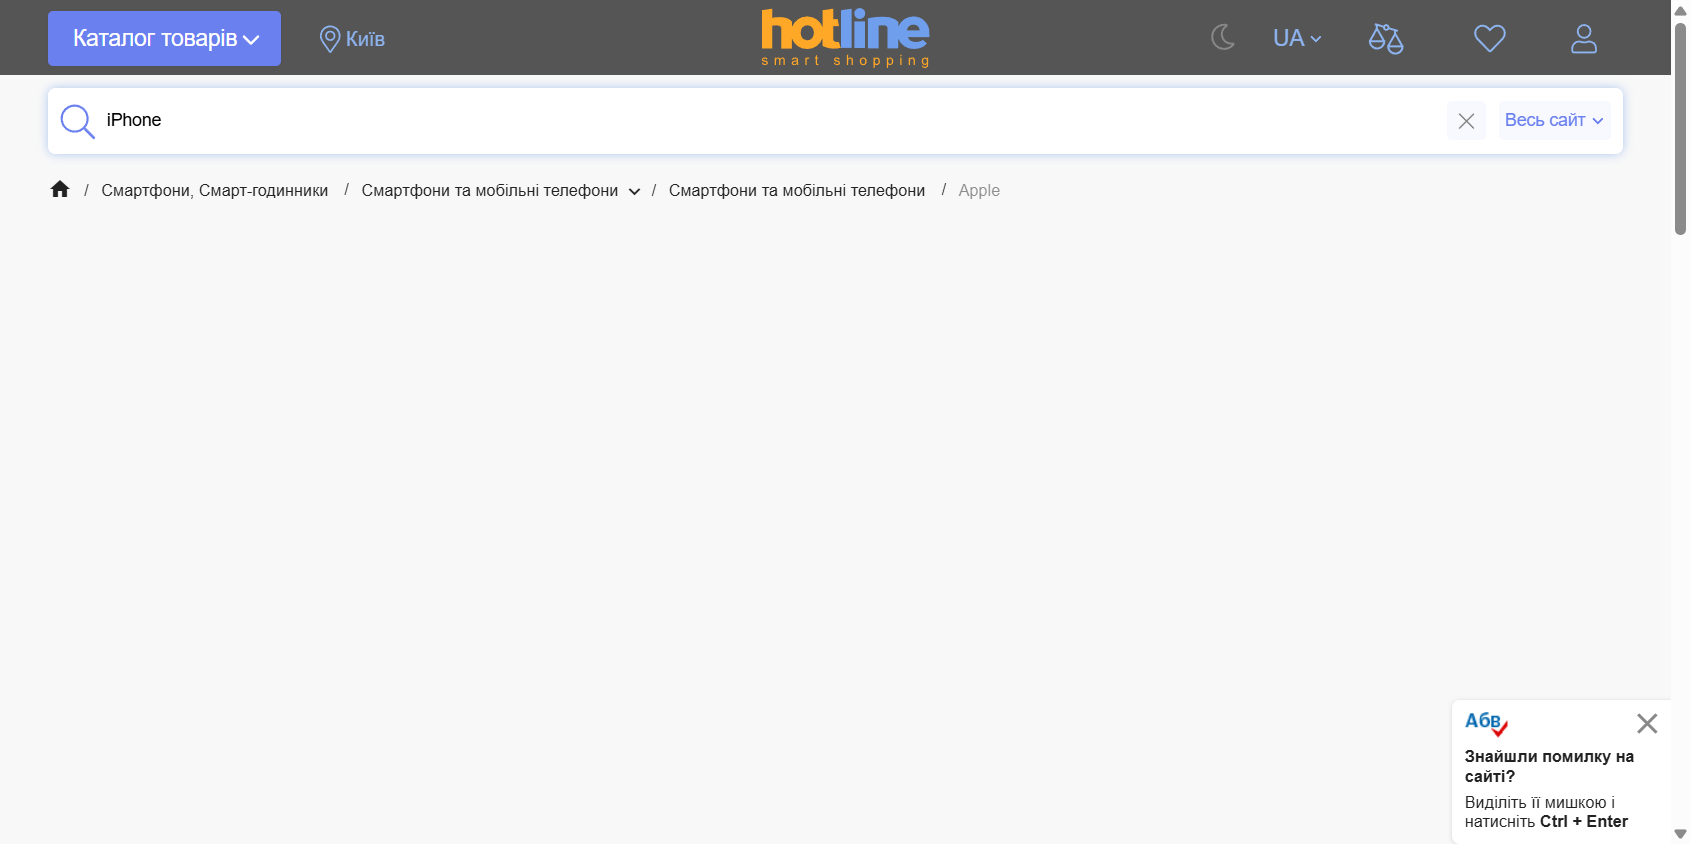 Каталог товарів
Київ
hotline
smart shopping
UA
iPhone
Весь сайт
/ Смартфони, Смарт-годинники / Смартфони та мобільні телефони / Смартфони та мобільні телефони / Apple
Абв
Знайшли помилку на
сайті?
Виділіть її мишкою і
натисніть Ctrl + Enter